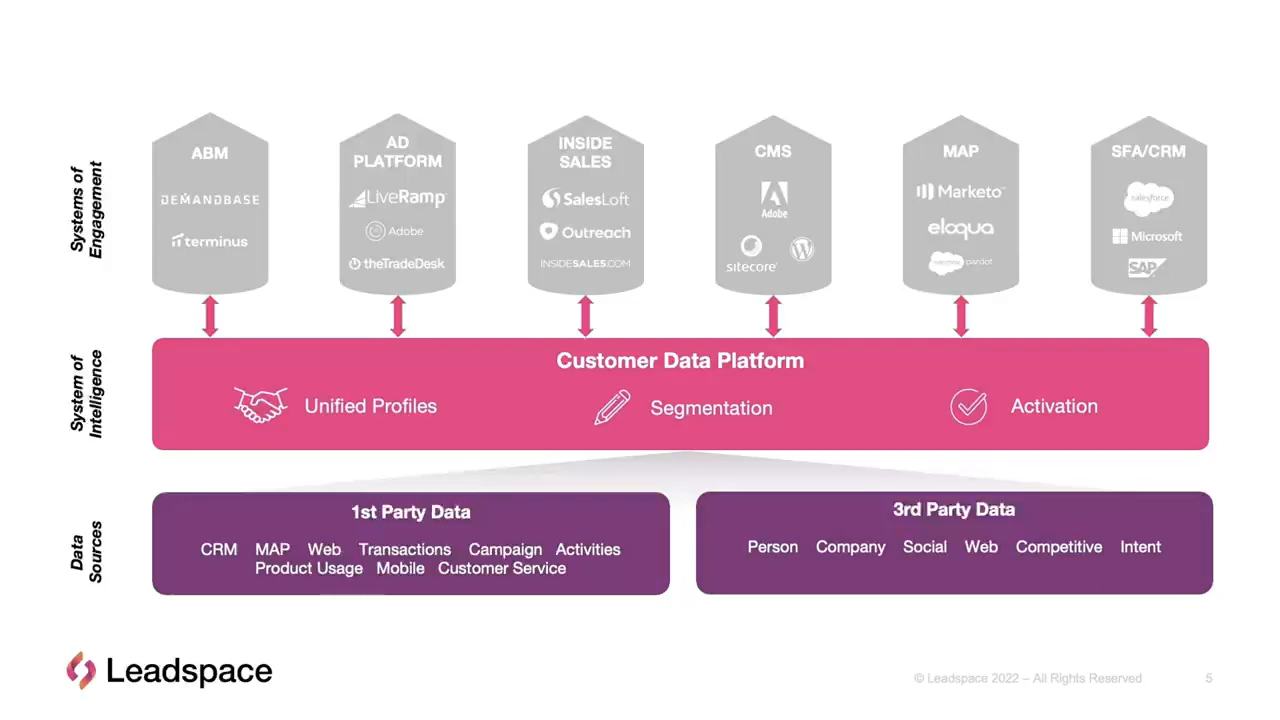 Systems of
Engagement
ABM
DEMANDBASE
terminus
AD
PLATFORM
LiveRamp
Adobe
theTradeDesk
INSIDE
SALES
SalesLoft
Outreach
INSIDESALES.COM
CMS
Adobe
sitecore
MAP
Marketo
eloqua
salesforce pardot
SFA/CRM
salesforce
Microsoft
SAP
System of
Intelligence
Customer Data Platform
Unified Profiles
Segmentation
Activation
Data
Sources
1st Party Data
CRM MAP Web Transactions Campaign Activities
Product Usage Mobile Customer Service
3rd Party Data
Person Company Social Web Competitive Intent
Leadspace
© Leadspace 2022 – All Rights Reserved
5